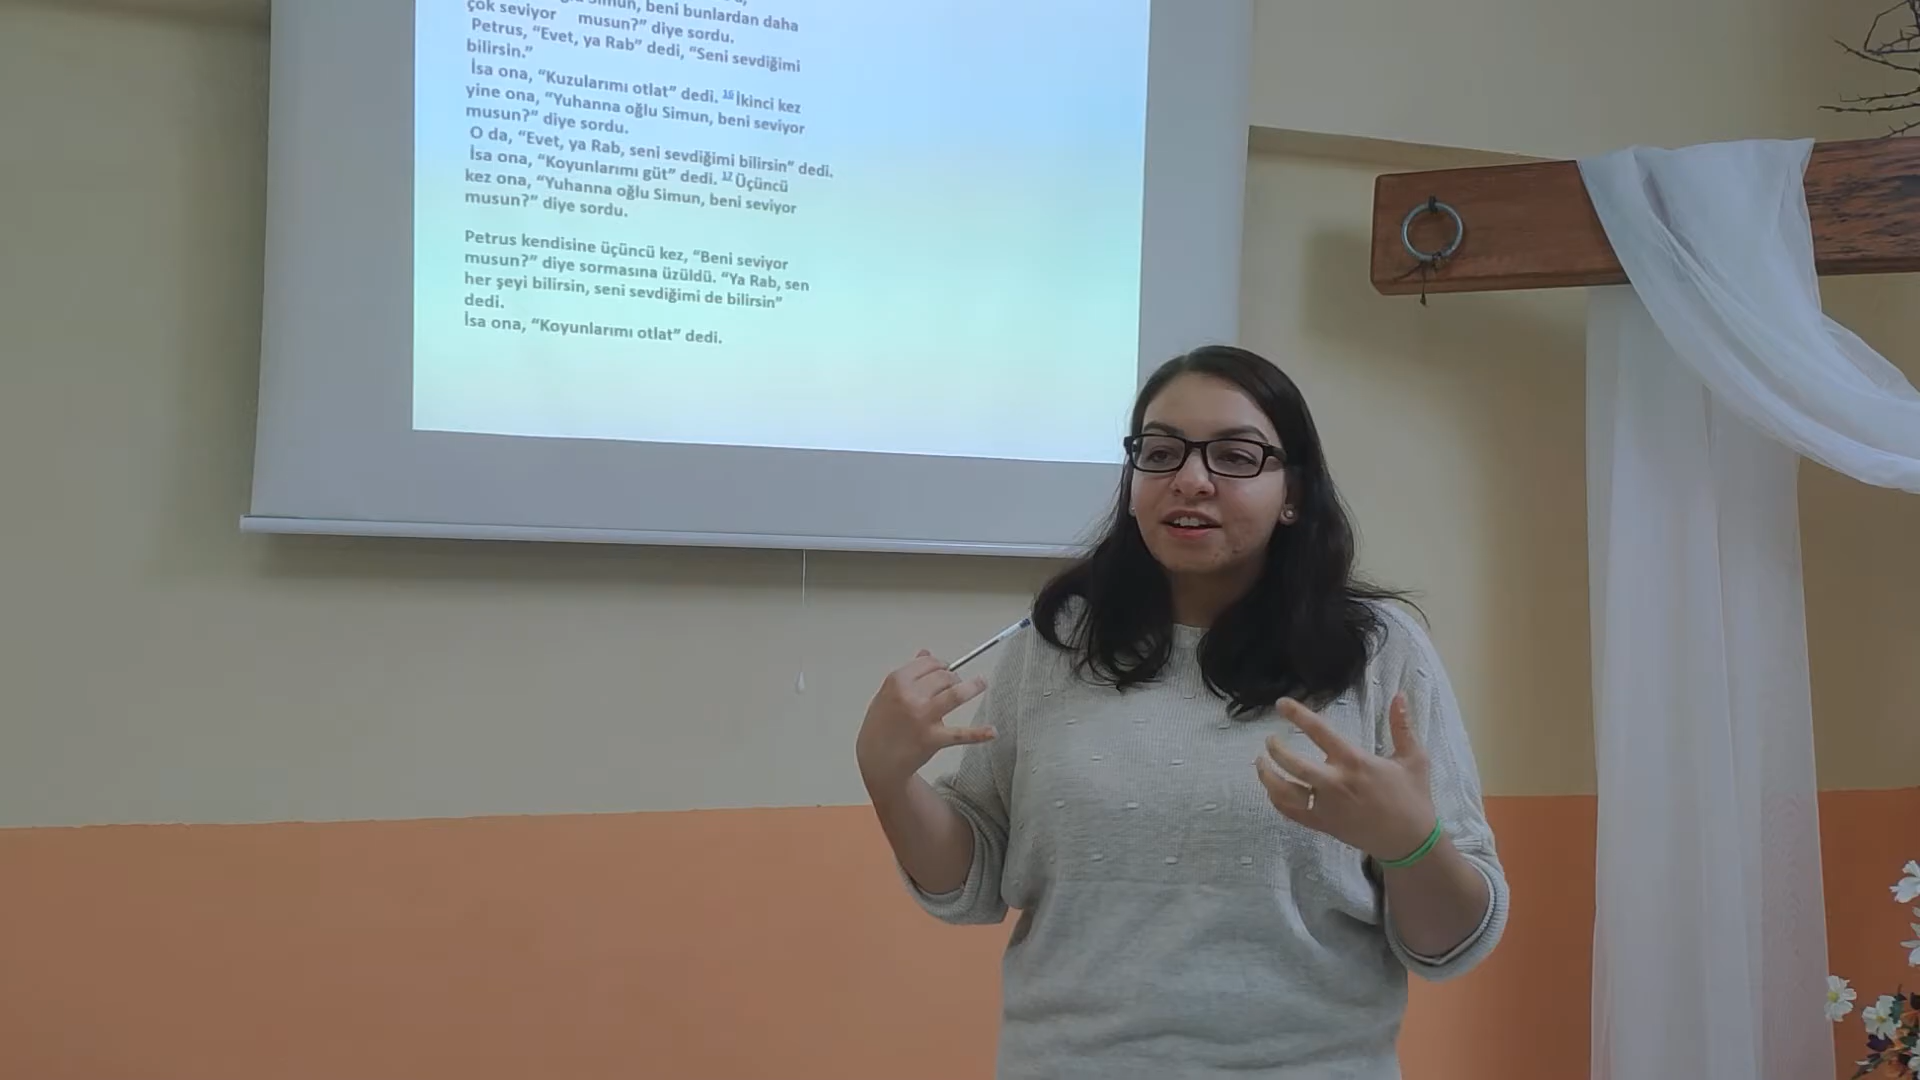 Simun, beni bunlardan daha
çok seviyor musun?” diye sordu.
Petrus, “Evet, ya Rab” dedi, “Seni sevdiğimi
bilirsin.”
İsa ona, “Kuzularımı otlat” dedi. 16 İkinci kez
yine ona, “Yuhanna oğlu Simun, beni seviyor
musun?” diye sordu.
O da, “Evet, ya Rab, seni sevdiğimi bilirsin” dedi.
İsa ona, “Koyunlarımı güt” dedi. 17 Üçüncü
kez ona, “Yuhanna oğlu Simun, beni seviyor
musun?” diye sordu.
Petrus kendisine üçüncü kez, “Beni seviyor
musun?” diye sormasına üzüldü. “Ya Rab, sen
her şeyi bilirsin, seni sevdiğimi de bilirsin”
dedi.
İsa ona, “Koyunlarımı otlat” dedi.